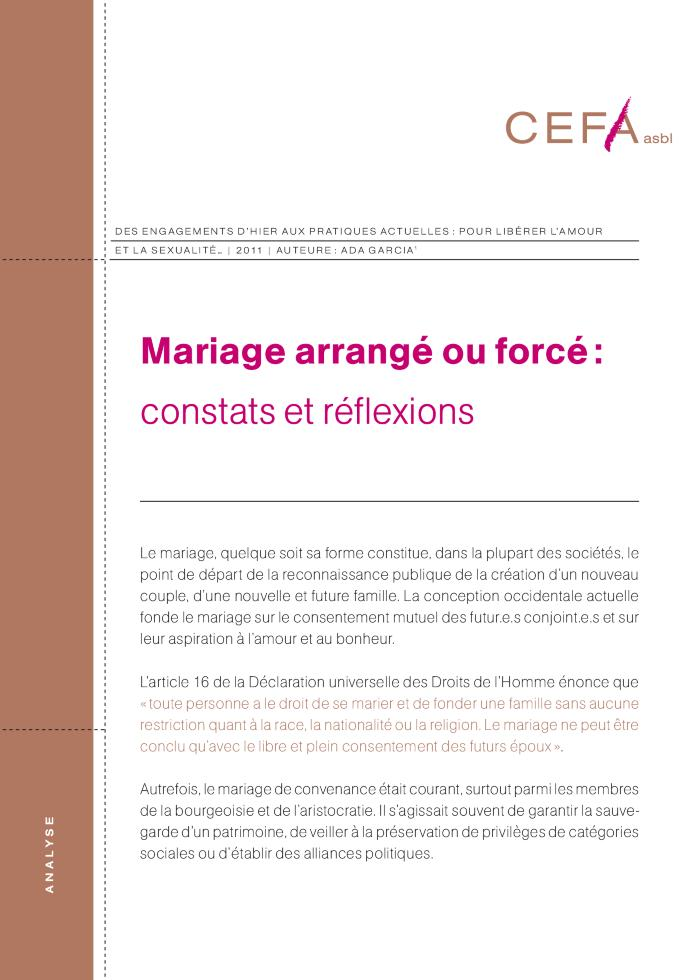 CEFA asbl
DES ENGAGEMENTS D'HIER AUX PRATIQUES ACTUELLES : POUR LIBÉRER L'AMOUR
ET LA SEXUALITÉ… | 2011 | AUTEURE : ADA GARCIA¹
Mariage arrangé ou forcé :
constats et réflexions
Le mariage, quelque soit sa forme constitue, dans la plupart des sociétés, le
point de départ de la reconnaissance publique de la création d'un nouveau
couple, d'une nouvelle et future famille. La conception occidentale actuelle
fonde le mariage sur le consentement mutuel des futur.e.s conjoint.e.s et sur
leur aspiration à l'amour et au bonheur.
L'article 16 de la Déclaration universelle des Droits de l'Homme énonce que
« toute personne a le droit de se marier et de fonder une famille sans aucune
restriction quant à la race, la nationalité ou la religion. Le mariage ne peut être
conclu qu'avec le libre et plein consentement des futurs époux ».
Autrefois, le mariage de convenance était courant, surtout parmi les membres
de la bourgeoisie et de l'aristocratie. Il s'agissait souvent de garantir la sauve-
garde d'un patrimoine, de veiller à la préservation de privilèges de catégories
sociales ou d'établir des alliances politiques.
ANALYSE